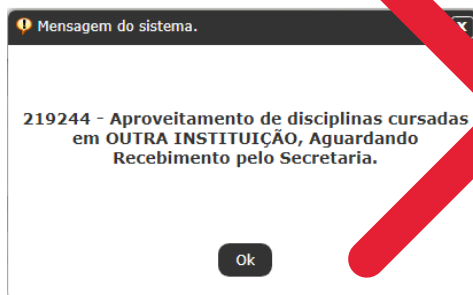 Mensagem do sistema.
X
219244 - Aproveitamento de disciplinas cursadas
em OUTRA INSTITUIÇÃO, Aguardando
Recebimento pelo Secretaria.
Ok